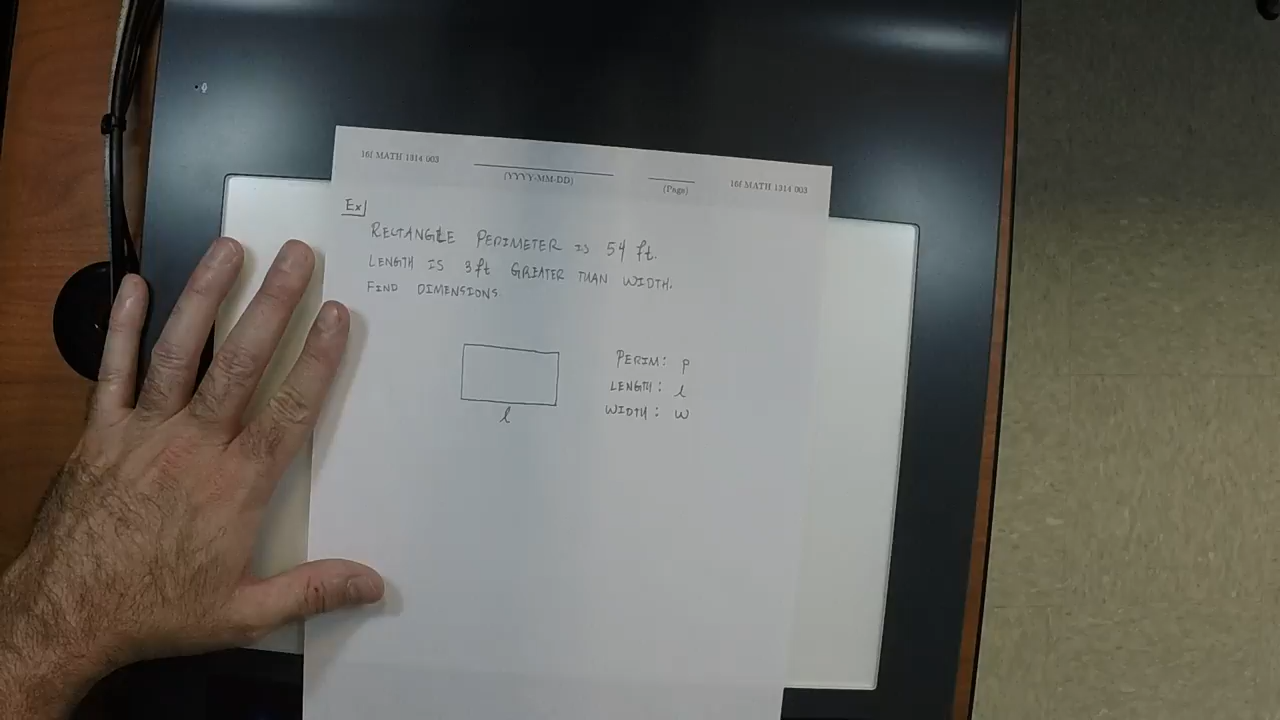 16f MATH 1314 003 (YYYY-MM-DD) (Page) 16f MATH 1314 003
Ex
RECTANGLE PERIMETER IS 54 ft.
LENGTH IS 3ft GREATER THAN WIDTH.
FIND DIMENSIONS.
PERIM: p
LENGTH: l
WIDTH: w
l